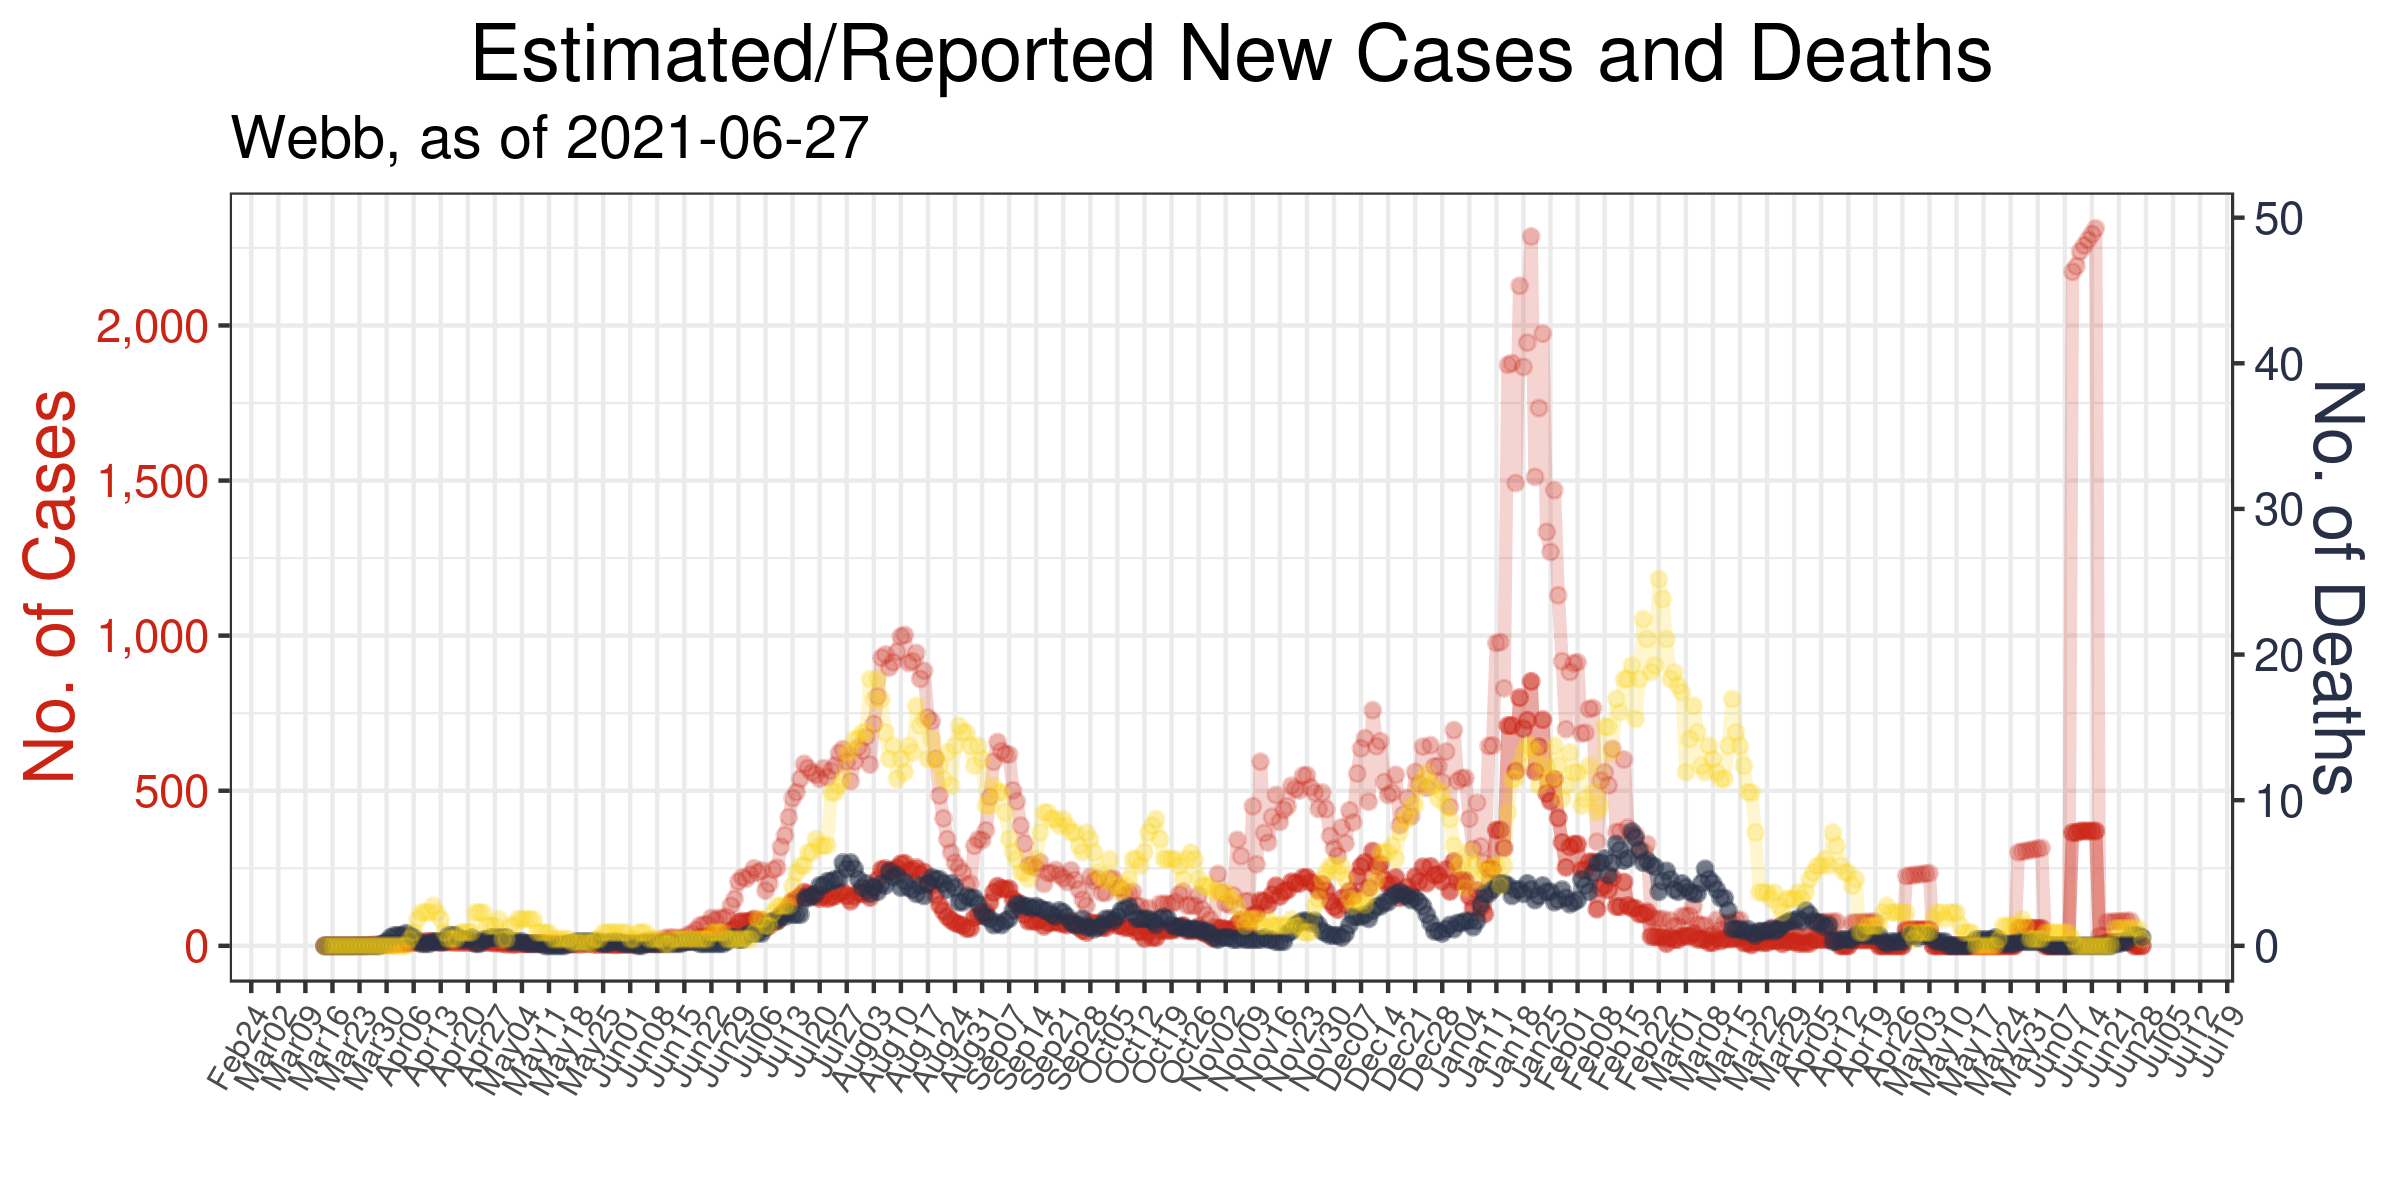 Estimated/Reported New Cases and Deaths
Webb, as of 2021-06-27
No. of Cases
2,000
1,500
1,000
500
0
50
40
30
20
10
0
No. of Deaths
Feb24
Mar02
Mar09
Mar16
Mar23
Mar30
Apr06
Apr13
Apr20
Apr27
May04
May11
May18
May25
Jun01
Jun08
Jun15
Jun22
Jun29
Jul06
Jul13
Jul20
Jul27
Aug03
Aug10
Aug17
Aug24
Aug31
Sep07
Sep14
Sep21
Sep28
Oct05
Oct12
Oct19
Oct26
Nov02
Nov09
Nov16
Nov23
Nov30
Dec07
Dec14
Dec21
Dec28
Jan04
Jan11
Jan18
Jan25
Feb01
Feb08
Feb15
Feb22
Mar01
Mar08
Mar15
Mar22
Mar29
Apr05
Apr12
Apr19
Apr26
May03
May10
May17
May24
May31
Jun07
Jun14
Jun21
Jun28
Jul05
Jul12
Jul19